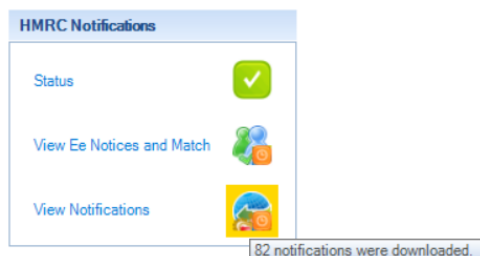 HMRC Notifications
Status
View Ee Notices and Match
View Notifications
82 notifications were downloaded.